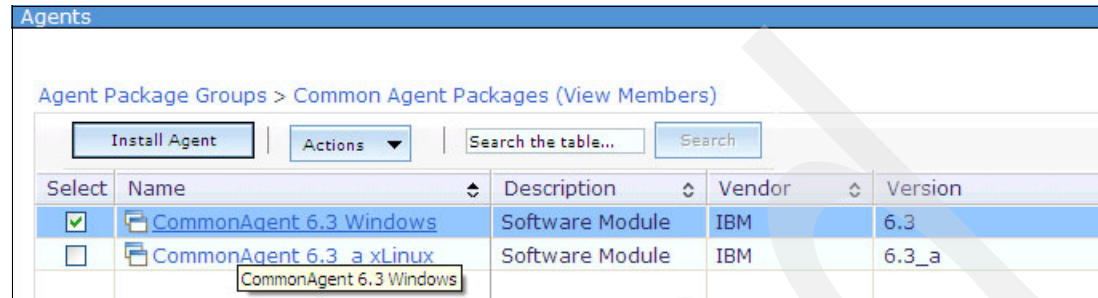 Agents
Agent Package Groups > Common Agent Packages (View Members)
Install Agent Actions Search the table... Search
Select Name Description Vendor Version
CommonAgent 6.3 Windows Software Module IBM 6.3
CommonAgent 6.3_a xLinux Software Module IBM 6.3_a
CommonAgent 6.3 Windows